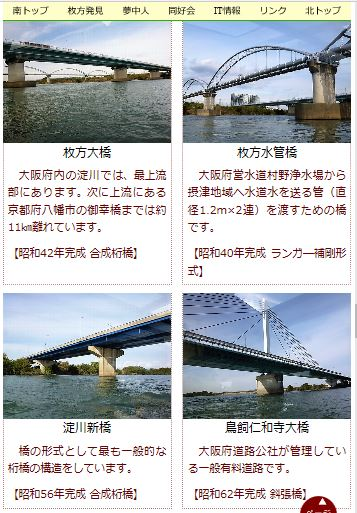 南トップ 枚方発見 夢中人 同好会 IT情報 リンク 北トップ
枚方大橋
大阪府内の淀川では、最上流
部にあります。次に上流にある
京都府八幡市の御幸橋までは約
11㎞離れています。
【昭和42年完成 合成桁橋】
枚方水管橋
大阪府営水道村野浄水場から
摂津地域へ水道水を送る管（直
径1.2m×2連）を渡すための橋
です。
【昭和40年完成 ランガー補剛形
式】
淀川新橋
橋の形式として最も一般的な
桁橋の構造をしています。
【昭和56年完成 合成桁橋】
鳥飼仁和寺大橋
大阪府道路公社が管理してい
る一般有料道路です。
【昭和62年完成 斜張橋】